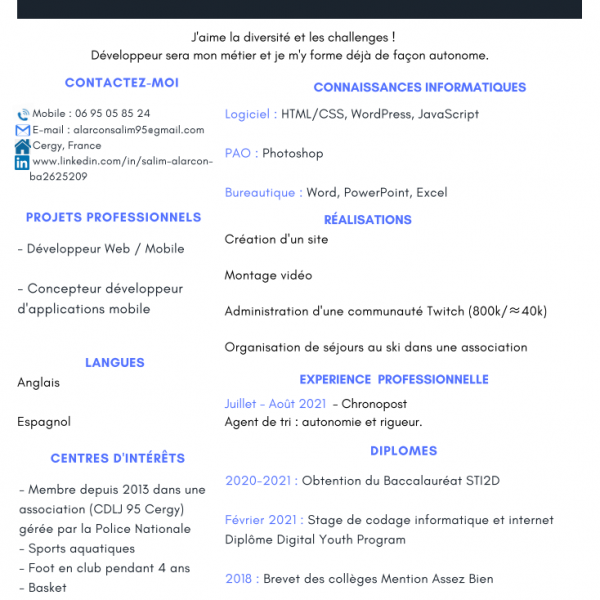 J'aime la diversité et les challenges !
Développeur sera mon métier et je m'y forme déjà de façon autonome.
CONTACTEZ-MOI
Mobile : 06 95 05 85 24
E-mail : alarconsalim95@gmail.com
Cergy, France
www.linkedin.com/in/salim-alarcon-
ba2625209
PROJETS PROFESSIONNELS
- Développeur Web / Mobile
- Concepteur développeur
d'applications mobile
LANGUES
Anglais
Espagnol
CENTRES D'INTÉRÊTS
- Membre depuis 2013 dans une
association (CDLJ 95 Cergy)
gérée par la Police Nationale
- Sports aquatiques
- Foot en club pendant 4 ans
- Basket
CONNAISSANCES INFORMATIQUES
Logiciel : HTML/CSS, WordPress, JavaScript
PAO : Photoshop
Bureautique : Word, PowerPoint, Excel
RÉALISATIONS
Création d'un site
Montage vidéo
Administration d'une communauté Twitch (800k/≈40k)
Organisation de séjours au ski dans une association
EXPERIENCE PROFESSIONNELLE
Juillet - Août 2021 - Chronopost
Agent de tri : autonomie et rigueur.
DIPLOMES
2020-2021 : Obtention du Baccalauréat STI2D
Février 2021 : Stage de codage informatique et internet
Diplôme Digital Youth Program
2018 : Brevet des collèges Mention Assez Bien